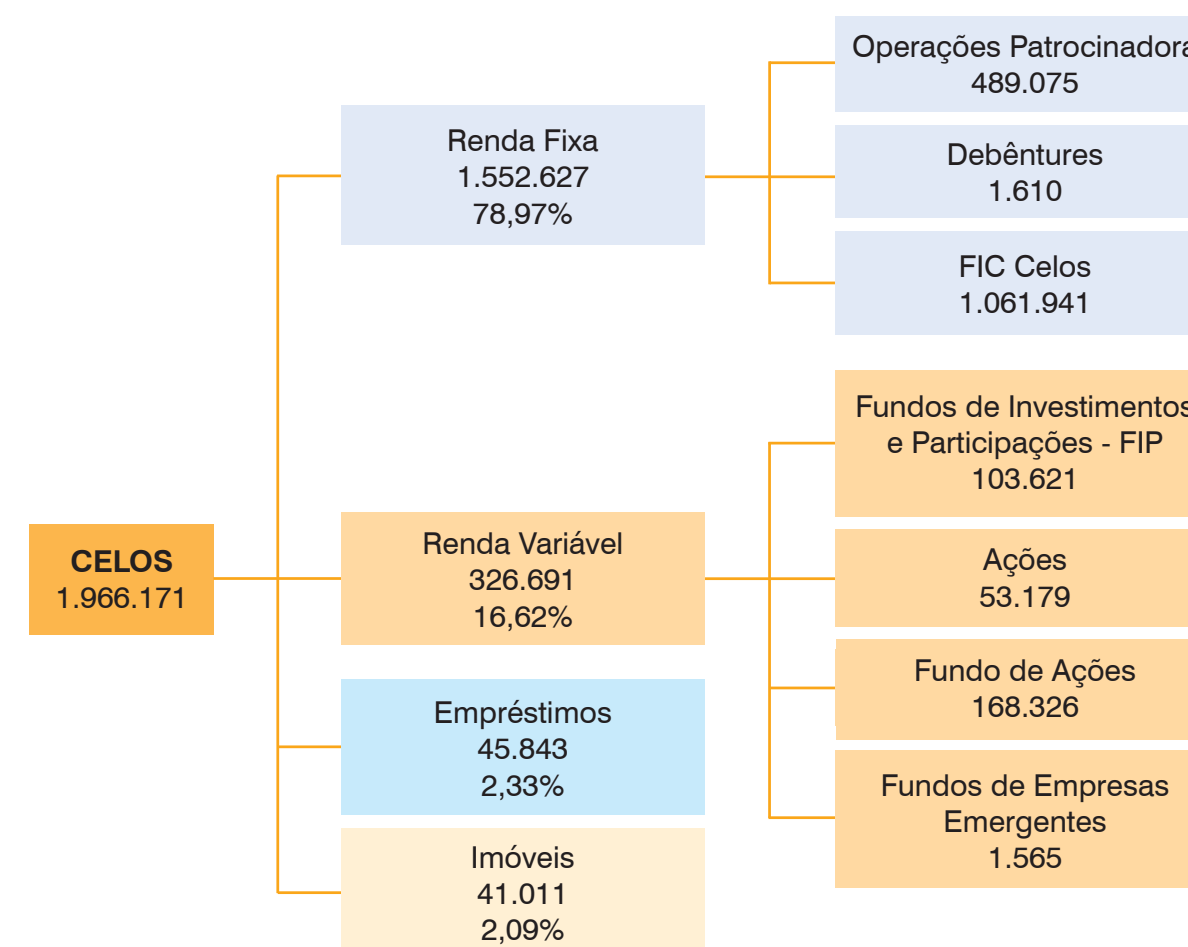 CELOS
1.966.171
Renda Fixa
1.552.627
78,97%
Operações Patrocinadora
489.075
Debêntures
1.610
FIC Celos
1.061.941
Renda Variável
326.691
16,62%
Fundos de Investimentos
e Participações - FIP
103.621
Ações
53.179
Fundo de Ações
168.326
Fundos de Empresas
Emergentes
1.565
Empréstimos
45.843
2,33%
Imóveis
41.011
2,09%